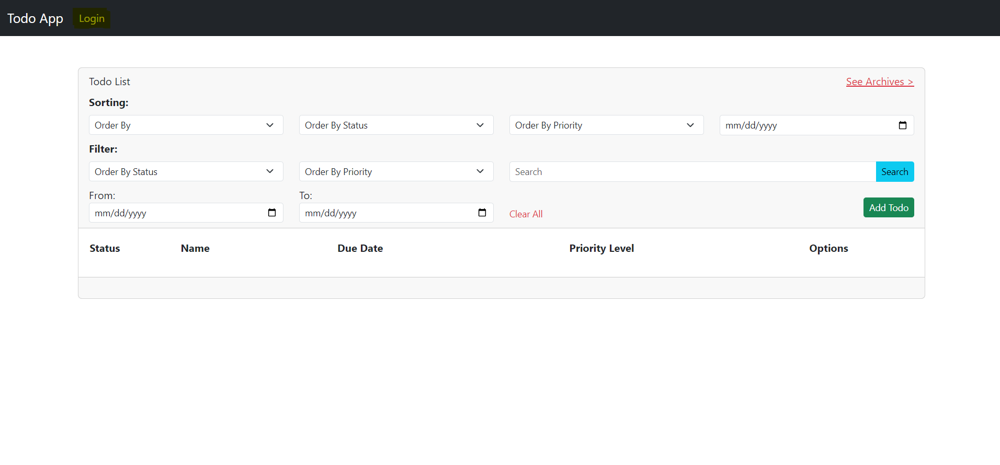 Todo App Login
Todo List See Archives >
Sorting:
Order By Order By Status Order By Priority mm/dd/yyyy
Filter:
Order By Status Order By Priority Search Search
From: To:
mm/dd/yyyy mm/dd/yyyy Clear All Add Todo
Status Name Due Date Priority Level Options